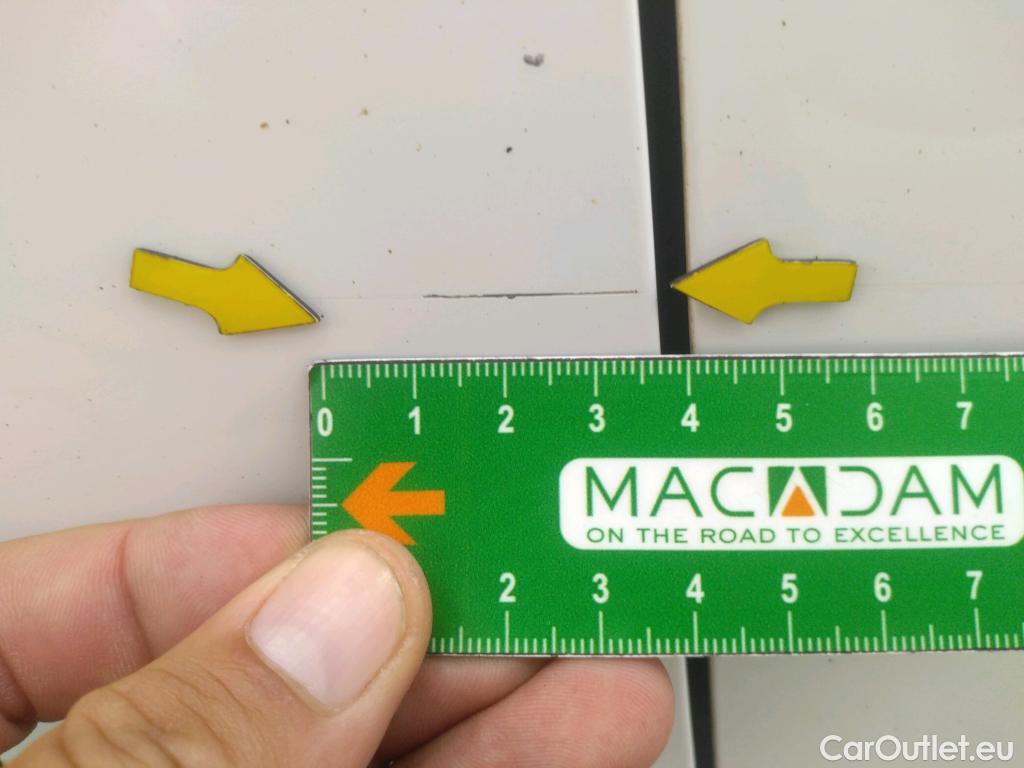 0 1 2 3 4 5 6 7
MACADAM
ON THE ROAD TO EXCELLENCE
2 3 4 5 6 7
CarOutlet.eu